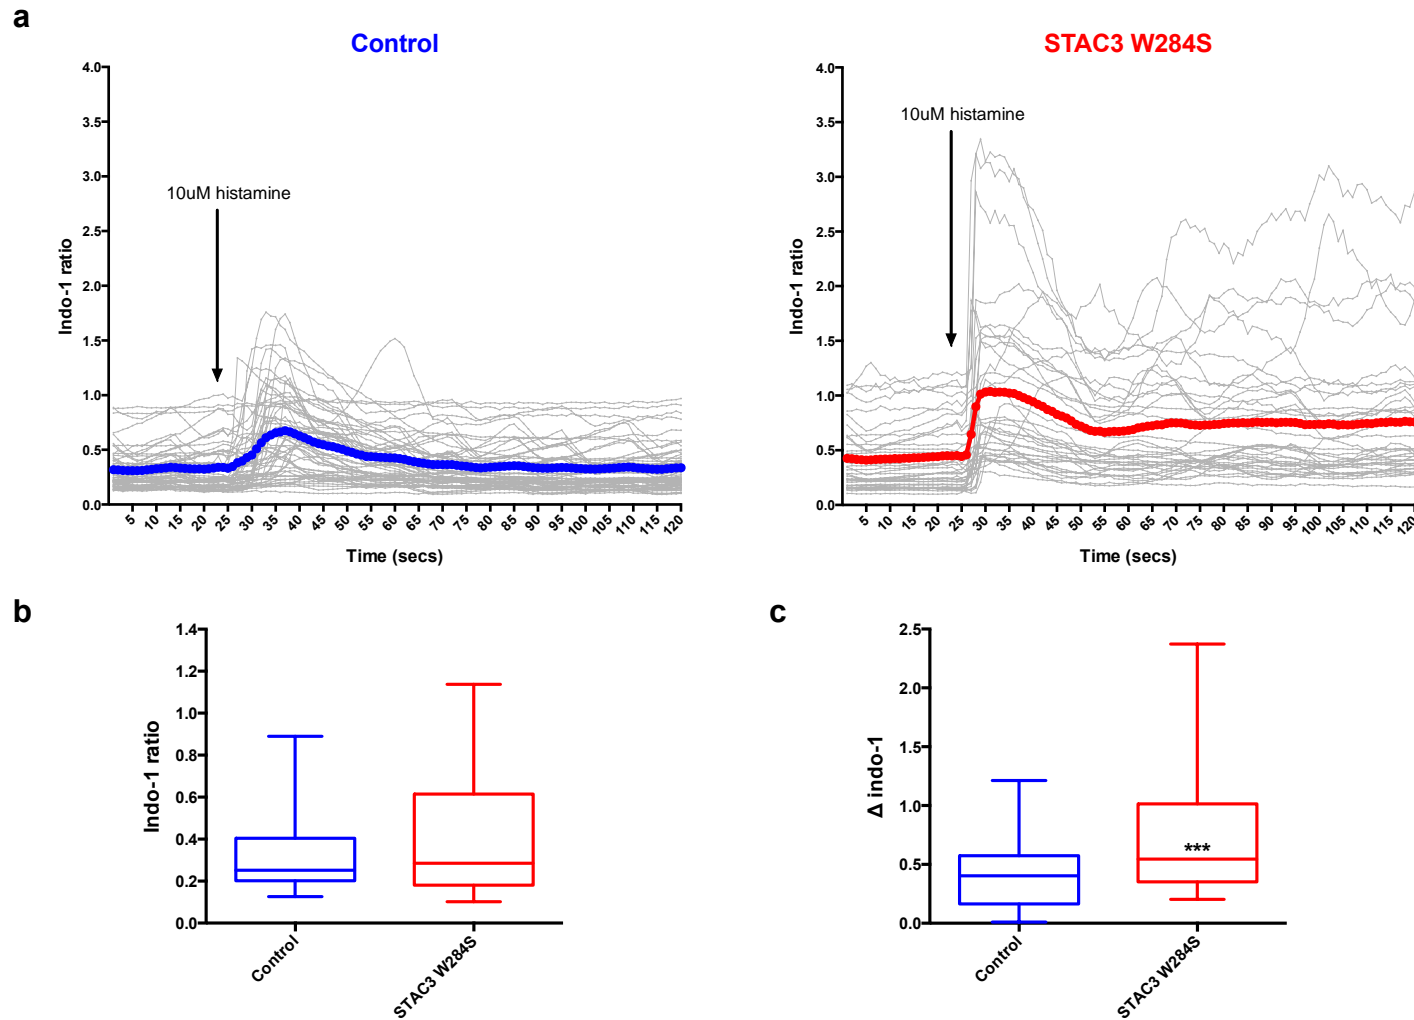 a
Control
STAC3 W284S
4.0
3.5
3.0
2.5
2.0
1.5
1.0
0.5
0.0
Indo-1 ratio
10uM histamine
5 10 15 20 25 30 35 40 45 50 55 60 65 70 75 80 85 90 95 100 105 110 115 120
Time (secs)
4.0
3.5
3.0
2.5
2.0
1.5
1.0
0.5
0.0
Indo-1 ratio
10uM histamine
5 10 15 20 25 30 35 40 45 50 55 60 65 70 75 80 85 90 95 100 105 110 115 120
Time (secs)
b
1.4
1.2
1.0
0.8
0.6
0.4
0.2
0.0
Indo-1 ratio
Control
STAC3 W284S
c
2.5
2.0
1.5
1.0
0.5
0.0
Δ indo-1
***
Control
STAC3 W284S